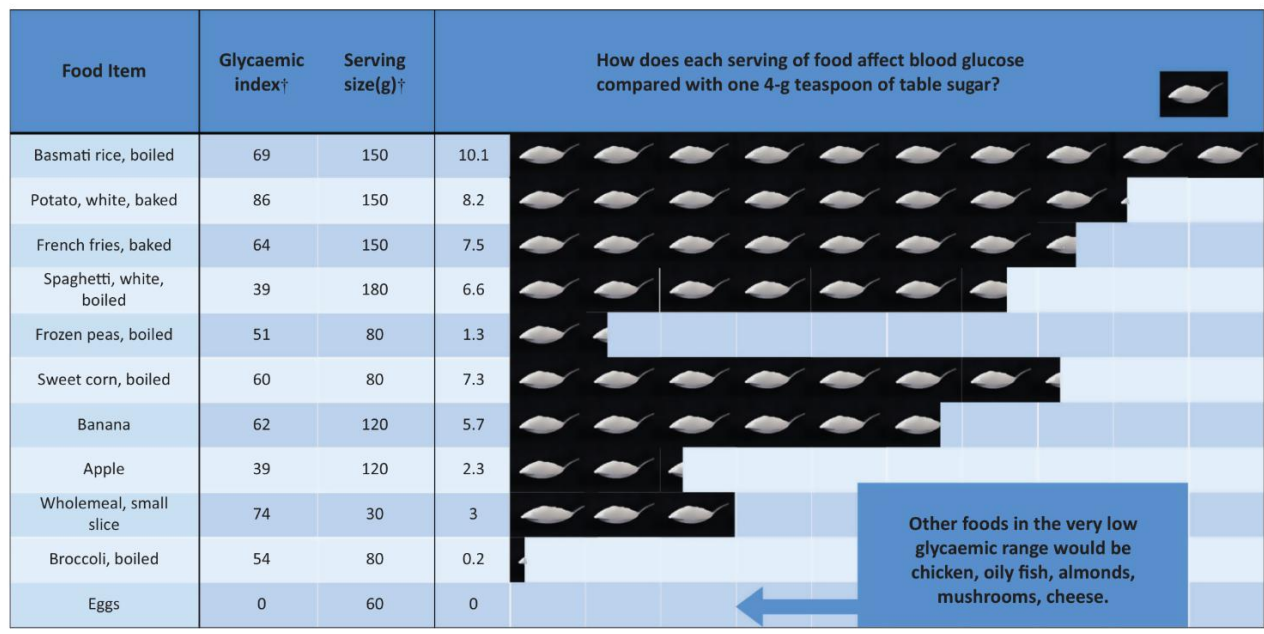 Food Item
Glycaemic
index†
Serving
size(g)†
How does each serving of food affect blood glucose
compared with one 4-g teaspoon of table sugar?
Basmati rice, boiled 69 150 10.1
Potato, white, baked 86 150 8.2
French fries, baked 64 150 7.5
Spaghetti, white,
boiled 39 180 6.6
Frozen peas, boiled 51 80 1.3
Sweet corn, boiled 60 80 7.3
Banana 62 120 5.7
Apple 39 120 2.3
Wholemeal, small
slice 74 30 3
Broccoli, boiled 54 80 0.2
Eggs 0 60 0
Other foods in the very low
glycaemic range would be
chicken, oily fish, almonds,
mushrooms, cheese.